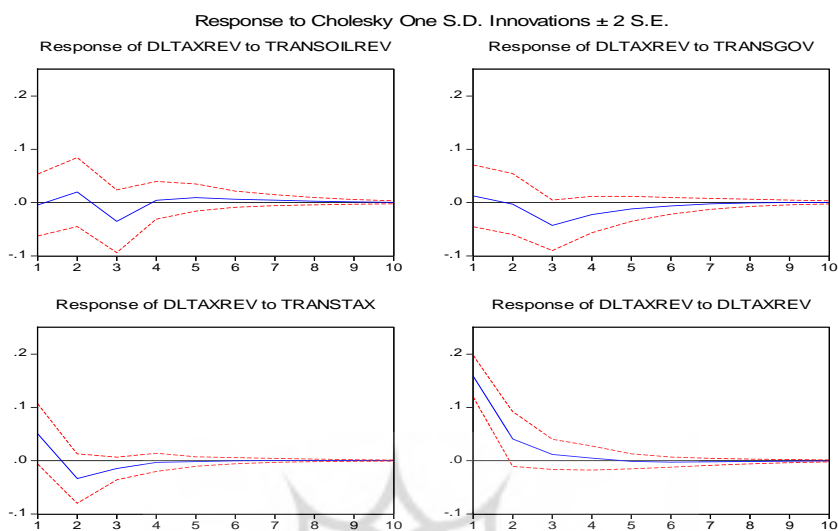 Response to Cholesky One S.D. Innovations ± 2 S.E.
Response of DLTAXREV to TRANSOILREV
.2
.1
.0
-.1
1 2 3 4 5 6 7 8 9 10
Response of DLTAXREV to TRANSGOV
.2
.1
.0
-.1
1 2 3 4 5 6 7 8 9 10
Response of DLTAXREV to TRANSTAX
.2
.1
.0
-.1
1 2 3 4 5 6 7 8 9 10
Response of DLTAXREV to DLTAXREV
.2
.1
.0
-.1
1 2 3 4 5 6 7 8 9 10